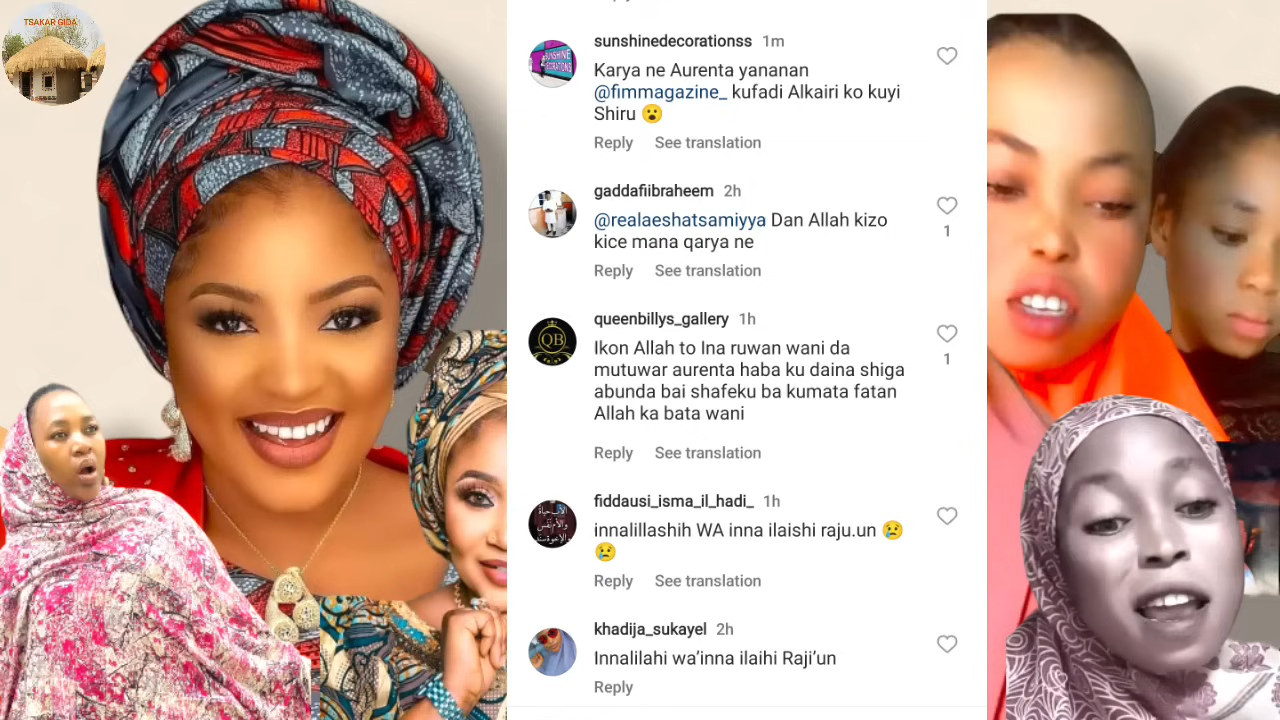 TSAKAR GIDA
ply
sunshinedecorationss 1m
Karya ne Aurenta yananan
@fimmagazine_ kufadi Alkairi ko kuyi
Shiru 😮
Reply See translation
SUNSHINE
DECORATIONS
gaddafiibraheem 2h
@realaeshatsamiyya Dan Allah kizo
kice mana qarya ne
1
Reply See translation
queenbillys_gallery 1h
QB
Ikon Allah to Ina ruwan wani da
mutuwar aurenta haba ku daina shiga
abunda bai shafeku ba kumata fatan
Allah ka bata wani
1
Reply See translation
fiddausi_isma_il_hadi_ 1h
innalillashih WA inna ilaishi raju.un 😢
😢
Reply See translation
khadija_sukayel 2h
Innalilahi wa’inna ilaihi Raji’un
Reply